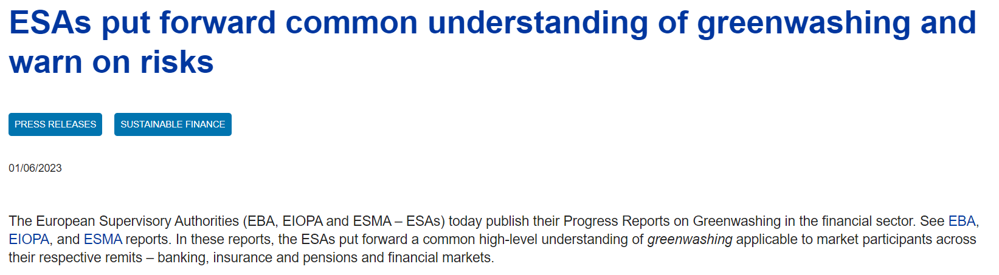 ESAs put forward common understanding of greenwashing and
warn on risks
PRESS RELEASES
SUSTAINABLE FINANCE
01/06/2023
The European Supervisory Authorities (EBA, EIOPA and ESMA – ESAs) today publish their Progress Reports on Greenwashing in the financial sector. See EBA,
EIOPA, and ESMA reports. In these reports, the ESAs put forward a common high-level understanding of greenwashing applicable to market participants across
their respective remits – banking, insurance and pensions and financial markets.